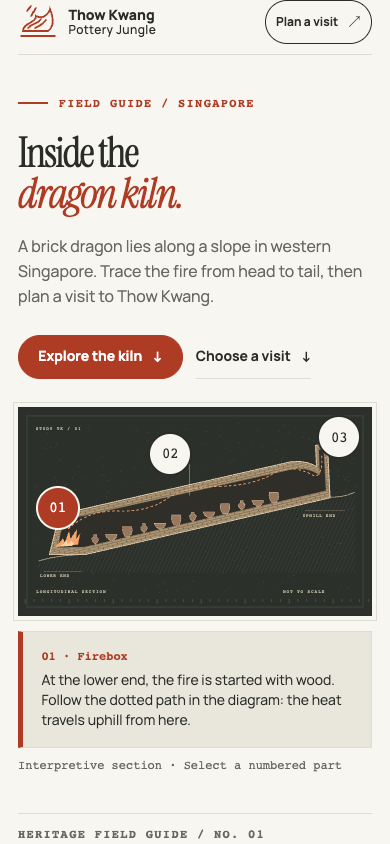 Thow Kwang
Pottery Jungle
Plan a visit ↗
FIELD GUIDE / SINGAPORE
Inside the
dragon kiln.
A brick dragon lies along a slope in western
Singapore. Trace the fire from head to tail, then
plan a visit to Thow Kwang.
Explore the kiln ↓
Choose a visit ↓
03
02
01
UPHILL END
LOWER END
LONGITUDINAL SECTION
NOT TO SCALE
01 · Firebox
At the lower end, the fire is started with wood.
Follow the dotted path in the diagram: the heat
travels uphill from here.
Interpretive section · Select a numbered part
HERITAGE FIELD GUIDE / NO. 01